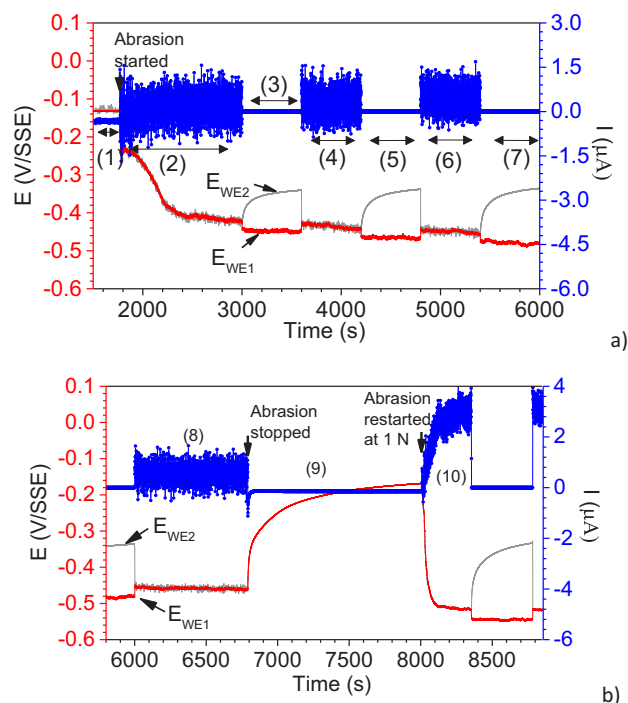 0.1
0.0
-0.1
-0.2
-0.3
-0.4
-0.5
-0.6
E (V/SSE)
Abrasion
started
(1)
(2)
(3)
(4)
(5)
(6)
(7)
E_WE2
E_WE1
3.0
1.5
0.0
-1.5
-3.0
-4.5
-6.0
I (μA)
2000 3000 4000 5000 6000
Time (s)
a)
0.1
0.0
-0.1
-0.2
-0.3
-0.4
-0.5
-0.6
E (V/SSE)
(8)
Abrasion
stopped
(9)
Abrasion
restarted
at 1 N
(10)
E_WE2
E_WE1
4
2
0
-2
-4
-6
I (μA)
6000 6500 7000 7500 8000 8500
Time (s)
b)